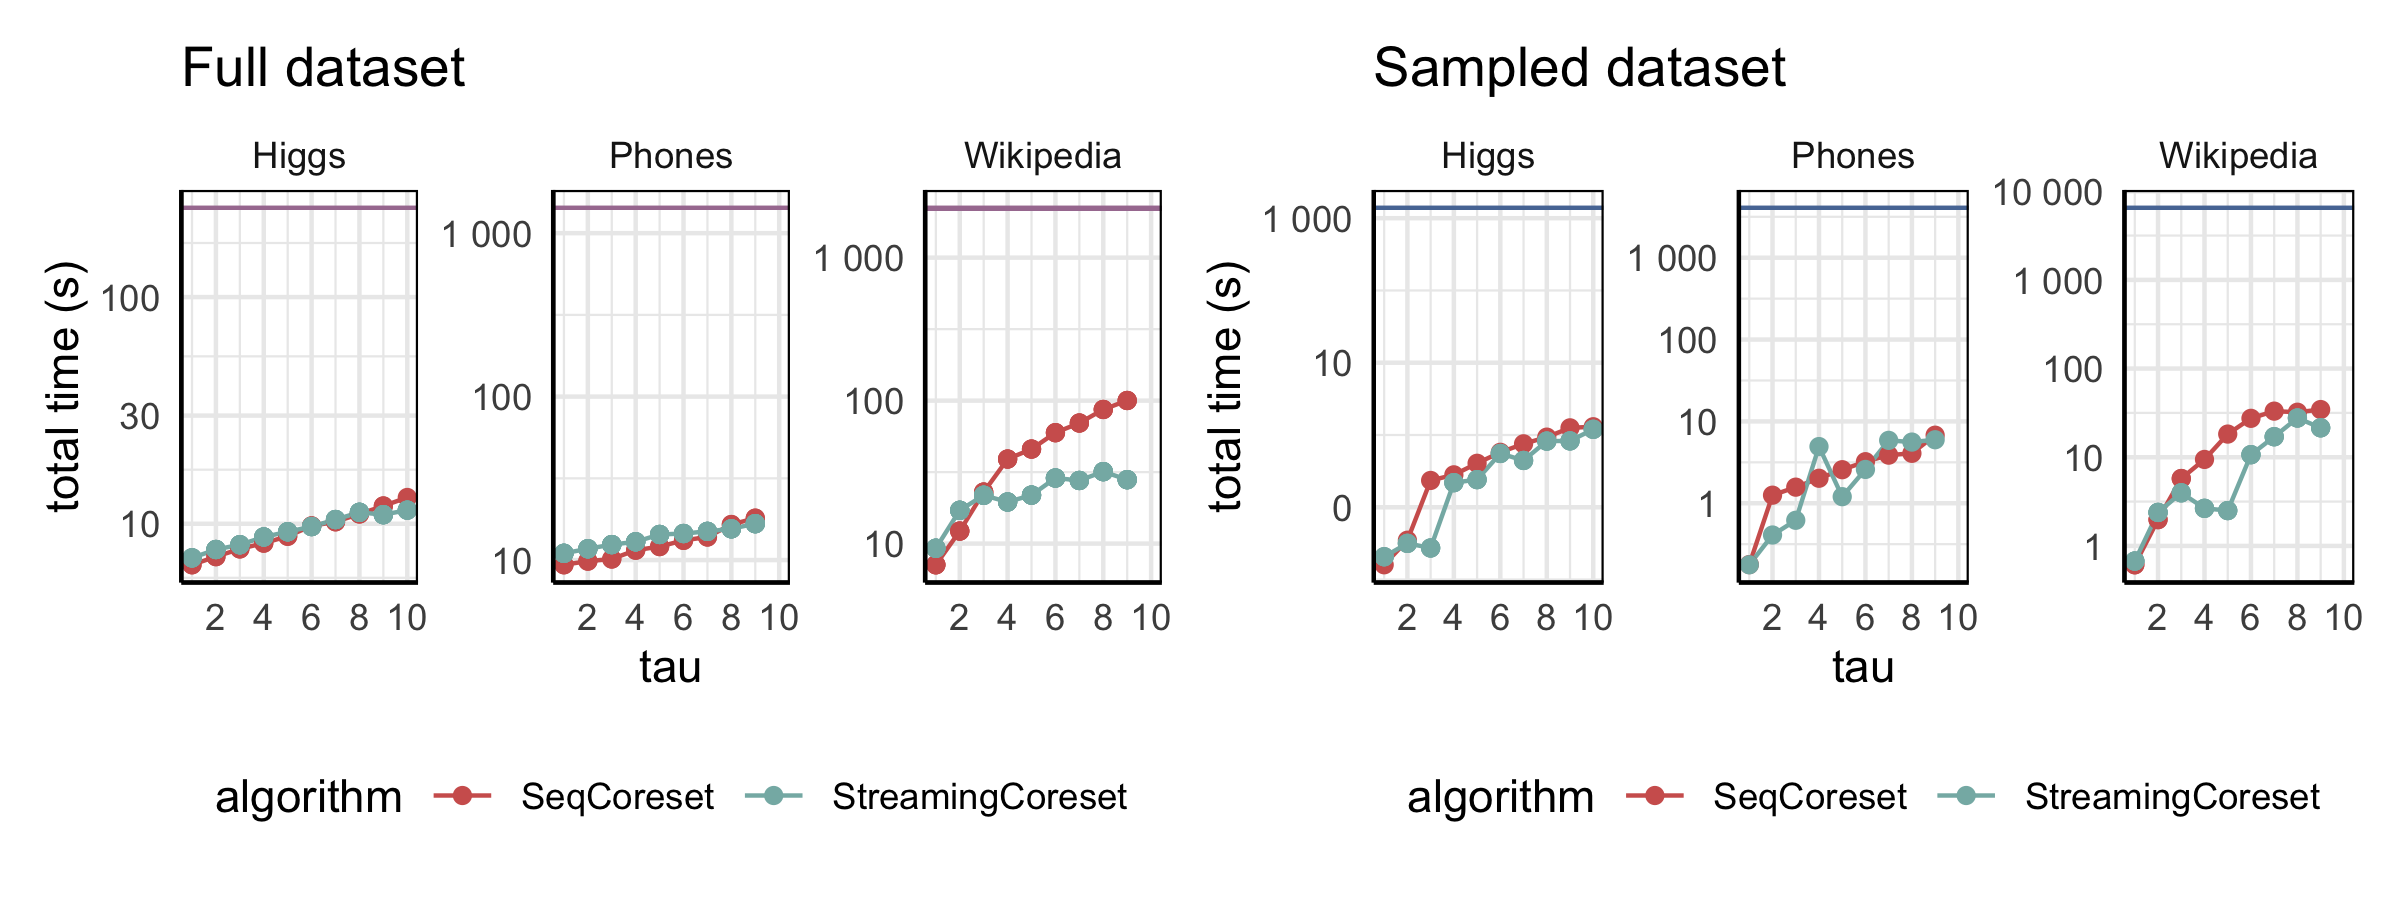 Full dataset
Higgs
Phones
Wikipedia
total time (s)
100
30
10
1 000
100
10
1 000
100
10
2 4 6 8 10
2 4 6 8 10
2 4 6 8 10
tau
algorithm SeqCoreset StreamingCoreset
Sampled dataset
Higgs
Phones
Wikipedia
total time (s)
1 000
10
0
1 000
100
10
1
10 000
1 000
100
10
1
2 4 6 8 10
2 4 6 8 10
2 4 6 8 10
tau
algorithm SeqCoreset StreamingCoreset